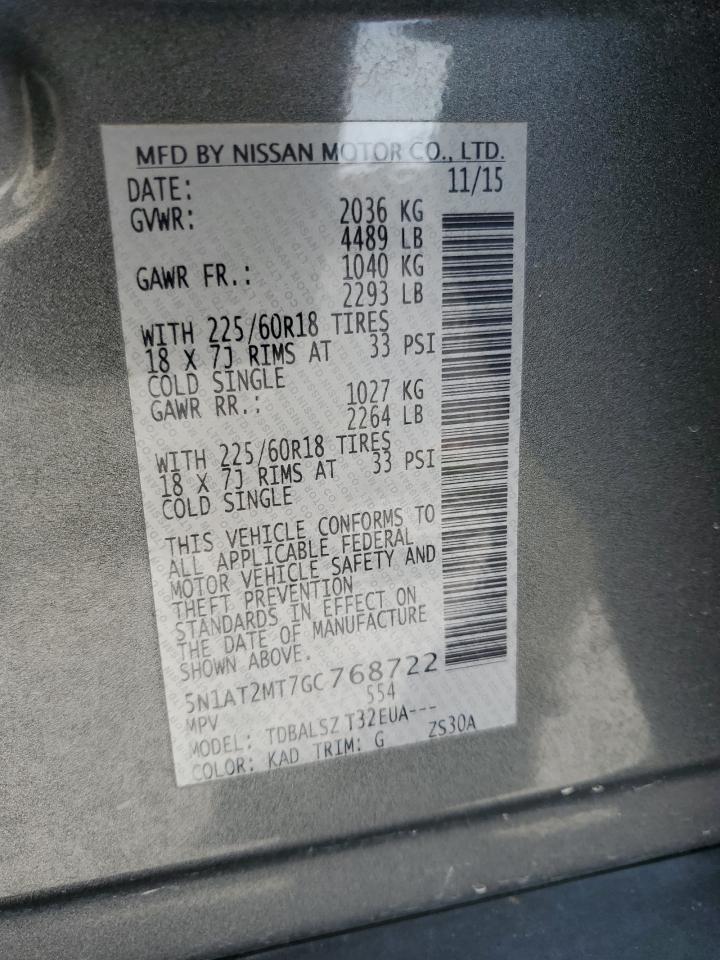 MFD BY NISSAN MOTOR CO., LTD.
DATE: 11/15
GVWR: 2036 KG
4489 LB
GAWR FR.: 1040 KG
2293 LB
WITH 225/60R18 TIRES
18 X 7J RIMS AT 33 PSI
COLD SINGLE
GAWR RR.: 1027 KG
2264 LB
WITH 225/60R18 TIRES
18 X 7J RIMS AT 33 PSI
COLD SINGLE
THIS VEHICLE CONFORMS TO
ALL APPLICABLE FEDERAL
MOTOR VEHICLE SAFETY AND
THEFT PREVENTION
STANDARDS IN EFFECT ON
THE DATE OF MANUFACTURE
SHOWN ABOVE.
5N1AT2MT7GC768722
MPV 554
MODEL: TDBALSZ T32EUA---
COLOR: KAD TRIM: G ZS30A